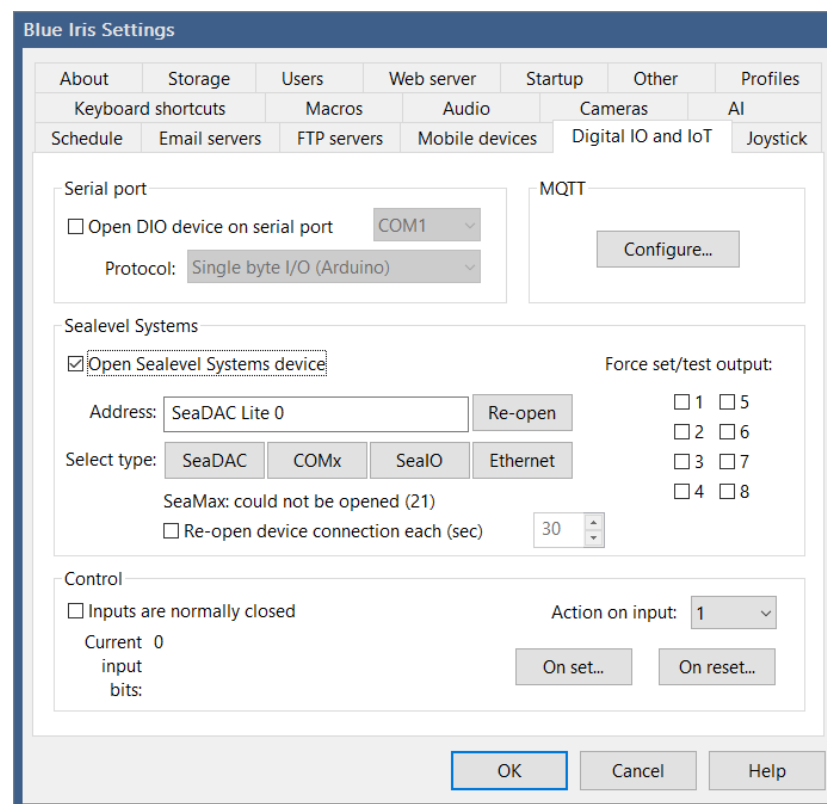 Blue Iris Settings
About Storage Users Web server Startup Other Profiles
Keyboard shortcuts Macros Audio Cameras AI
Schedule Email servers FTP servers Mobile devices Digital IO and IoT Joystick
Serial port
Open DIO device on serial port COM1
Protocol: Single byte I/O (Arduino)
MQTT
Configure...
Sealevel Systems
Open Sealevel Systems device
Address: SeaDAC Lite 0 Re-open
Select type: SeaDAC COMx SeaIO Ethernet
SeaMax: could not be opened (21)
Re-open device connection each (sec) 30
Force set/test output:
1 5
2 6
3 7
4 8
Control
Inputs are normally closed
Current 0
input
bits:
Action on input: 1
On set... On reset...
OK Cancel Help